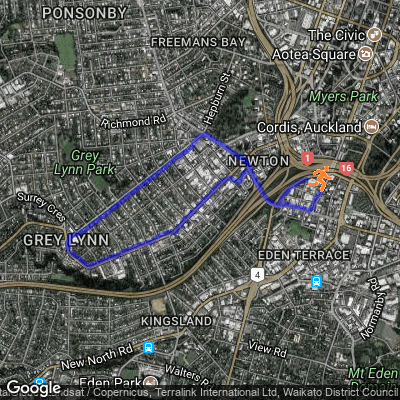 PONSONBY
The Civic
FREEMANS BAY
Aotea Square
Hepburn St
Myers Park
Richmond Rd
Cordis, Auckland
Grey
Lynn Park
NEWTON
1
16
Surrey Cres
GREY LYNN
EDEN TERRACE
4
Normanby Rd
KINGSLAND
New North Rd
View Rd
Walters R
Mt Eden
Eden Park
Google
dsat / Copernicus, Terralink International Ltd, Waikato District Council